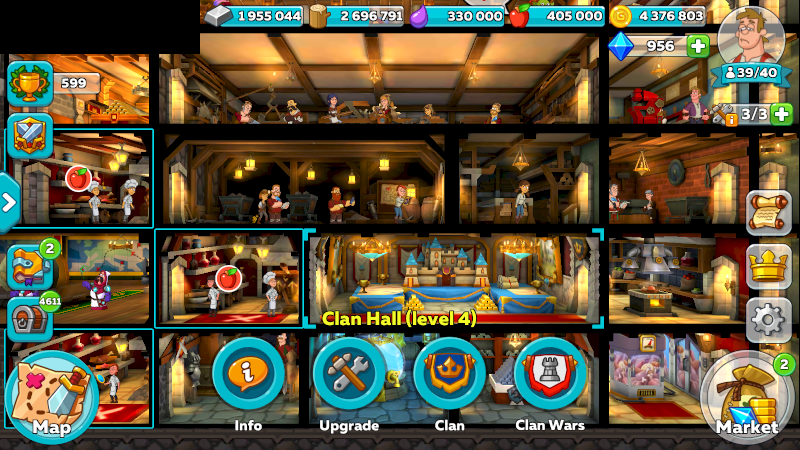 1 955 044
2 696 791
330 000
405 000
4 376 803
599
956
39/40
3/3
2
4611
Clan Hall (level 4)
2
Map
Info
Upgrade
Clan
Clan Wars
Market